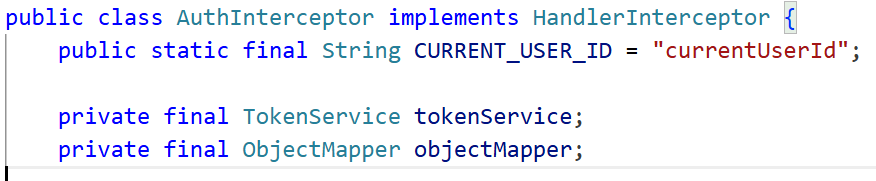 public class AuthInterceptor implements HandlerInterceptor {
    public static final String CURRENT_USER_ID = "currentUserId";

    private final TokenService tokenService;
    private final ObjectMapper objectMapper;